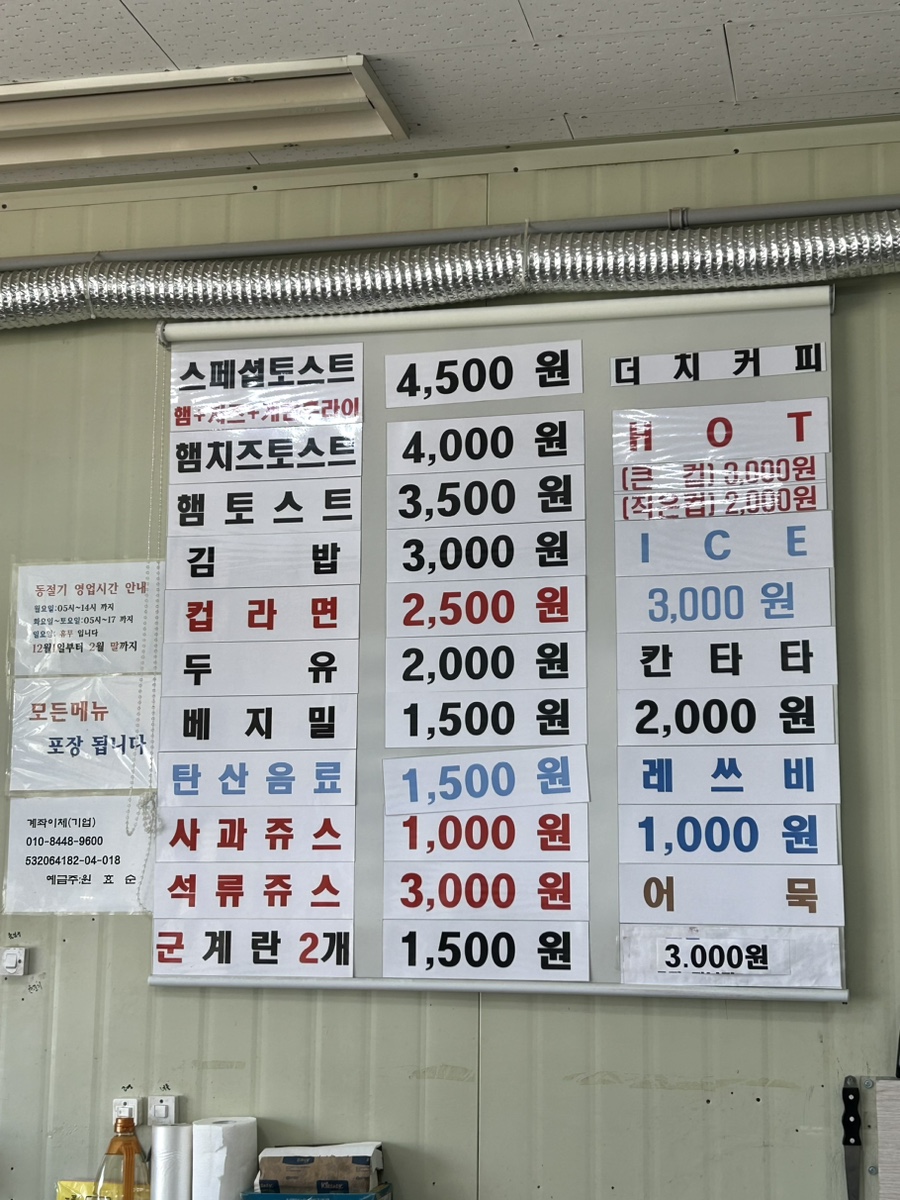 스페셜토스트 4,500 원
햄+치즈+계란후라이
햄치즈토스트 4,000 원
햄 토 스 트 3,500 원
김 밥 3,000 원
컵 라 면 2,500 원
두 유 2,000 원
베 지 밀 1,500 원
탄 산 음 료 1,500 원
사 과 쥬 스 1,000 원
석 류 쥬 스 3,000 원
군 계 란 2개 1,500 원
더 치 커 피
H O T
(큰 컵) 3,000원
(적은컵) 2,000원
I C E
3,000 원
칸 타 타
2,000 원
레 쓰 비
1,000 원
어 묵
3.000원
동절기 영업시간 안내
월요일:05시~14시 까지
화요일~토요일:05시~17 까지
일요일: 휴무 입니다
12월1일부터 2월 말까지
모든메뉴
포장 됩니다
계좌이체(기업)
010-8448-9600
532064182-04-018
예금주:원 효 순